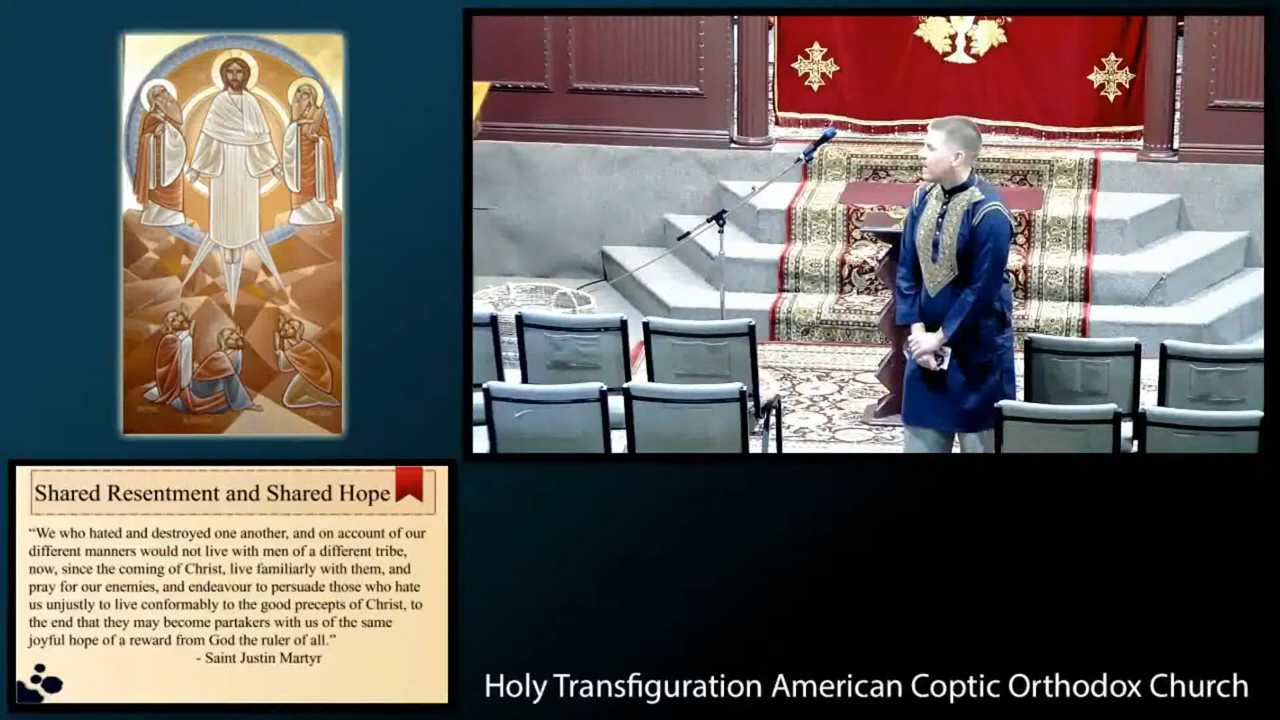 Shared Resentment and Shared Hope
“We who hated and destroyed one another, and on account of our
different manners would not live with men of a different tribe,
now, since the coming of Christ, live familiarly with them, and
pray for our enemies, and endeavour to persuade those who hate
us unjustly to live conformably to the good precepts of Christ, to
the end that they may become partakers with us of the same
joyful hope of a reward from God the ruler of all.”
- Saint Justin Martyr
Holy Transfiguration American Coptic Orthodox Church